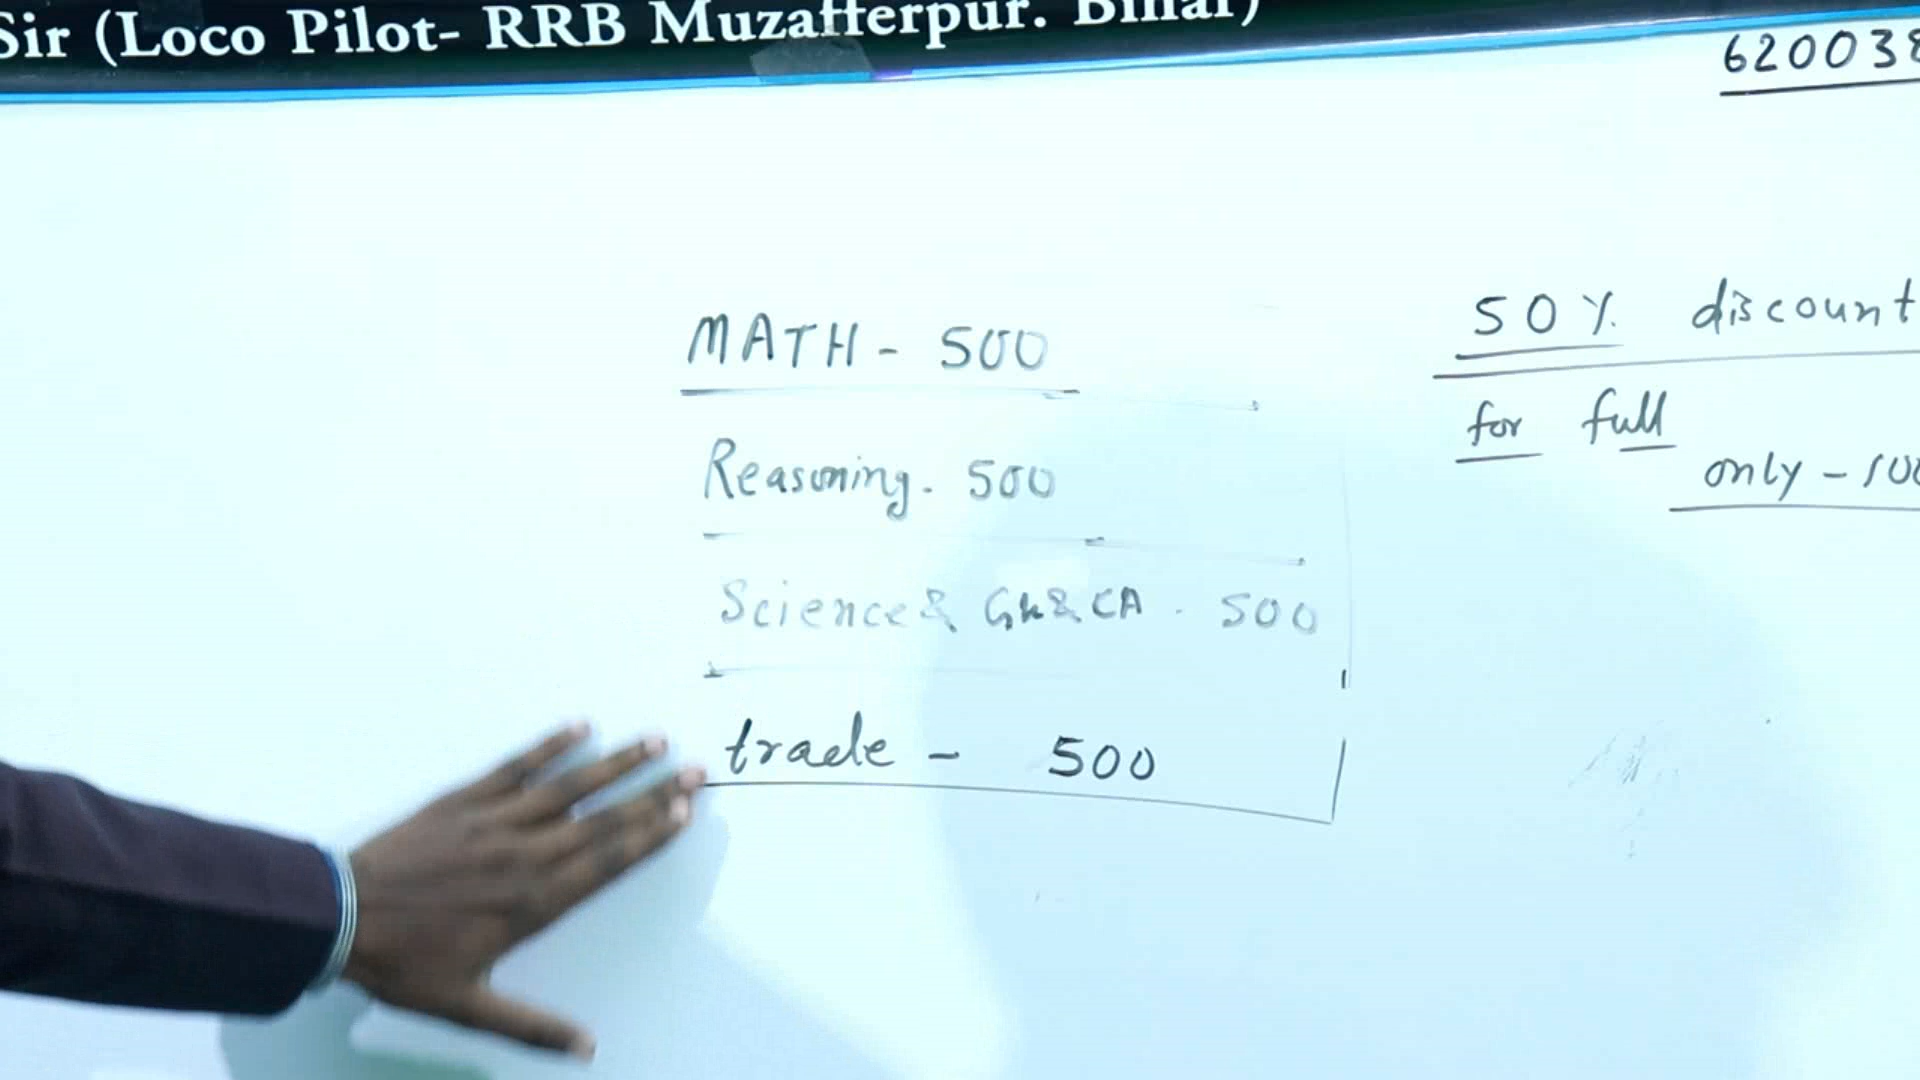 Sir (Loco Pilot- RRB Muzafferpur. Bihar)
620038
MATH - 500
Reasoning. 500
Science & Gk & CA - 500
trade - 500
50% discount
for full
only - 100